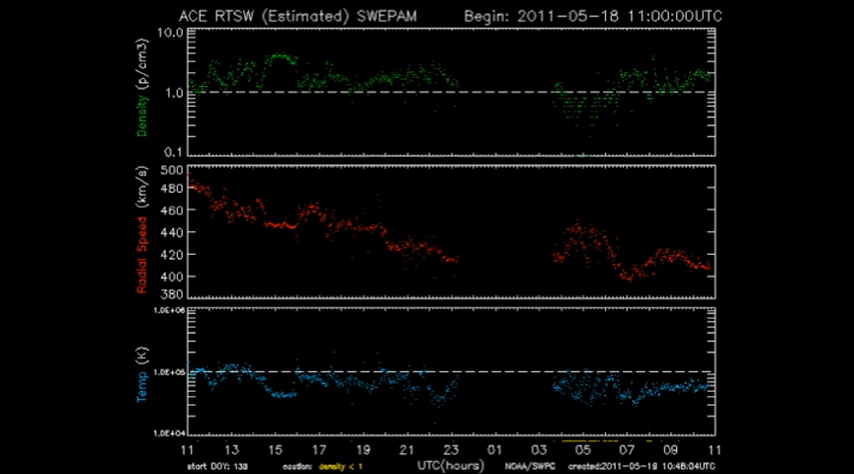 ACE RTSW (Estimated) SWEPAM Begin: 2011-05-18 11:00:00UTC
Density (p/cm3)
10.0
1.0
0.1
Radial Speed (km/s)
500
480
460
440
420
400
380
Temp (K)
1.0E+06
1.0E+05
1.0E+04
11 13 15 17 19 21 23 01 03 05 07 09 11
start DOY: 138 caution: density < 1 UTC(hours) NOAA/SWPC created:2011-05-19 10:48:04UTC